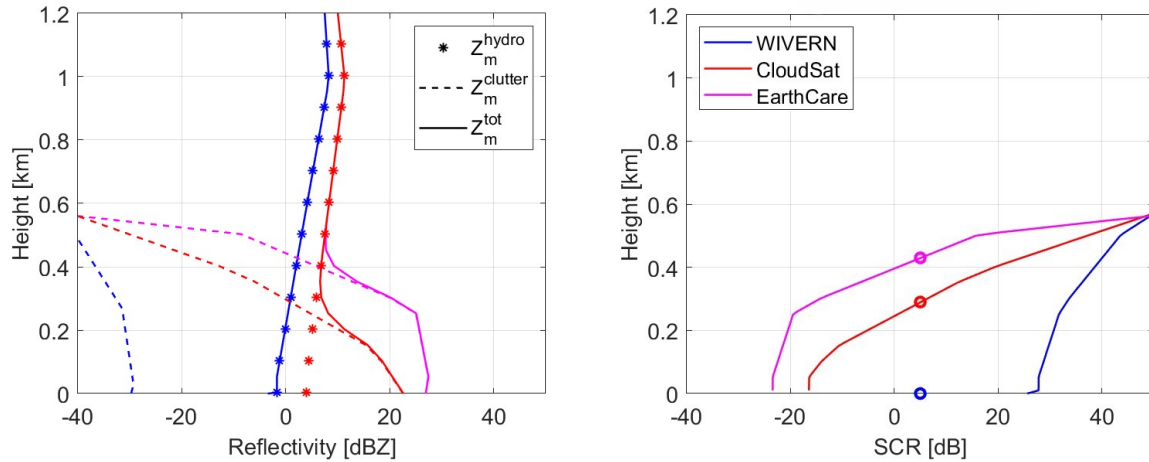 1.2
1
0.8
0.6
0.4
0.2
0
Height [km]
-40
-20
0
20
40
Reflectivity [dBZ]
Z_m^hydro
Z_m^clutter
Z_m^tot
1.2
1
0.8
0.6
0.4
0.2
0
Height [km]
-40
-20
0
20
40
SCR [dB]
WIVERN
CloudSat
EarthCare